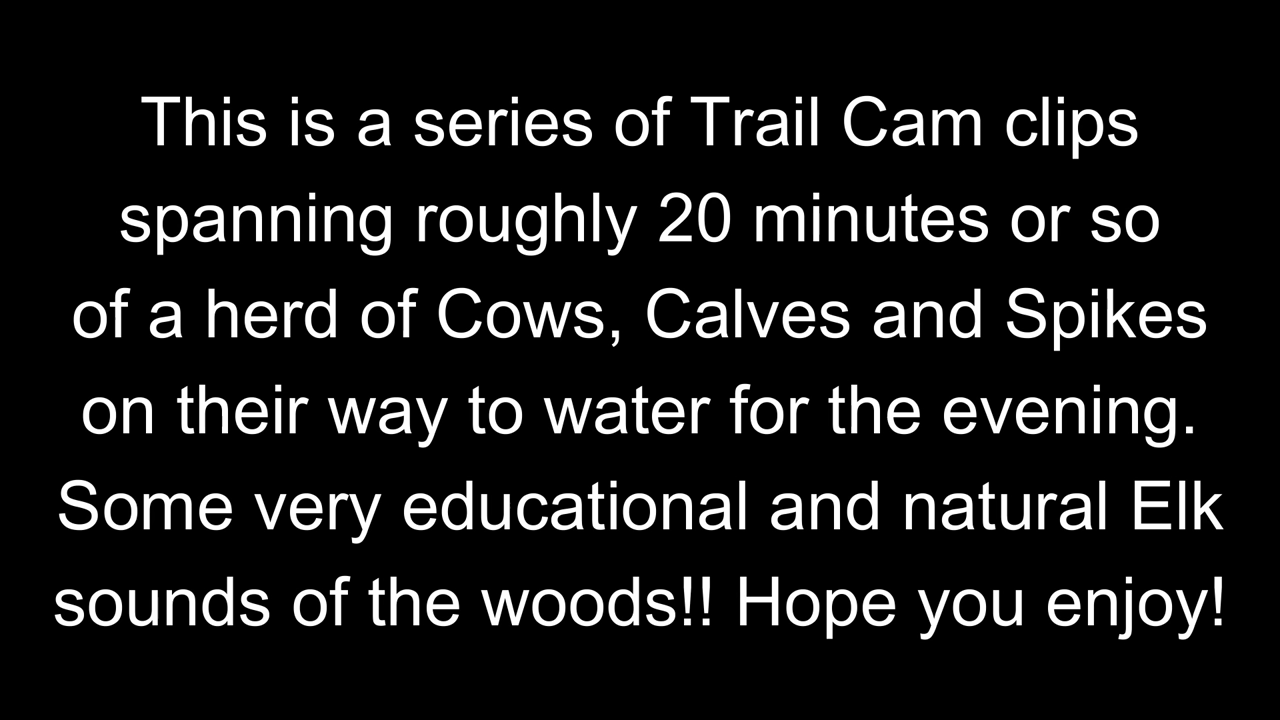 This is a series of Trail Cam clips
spanning roughly 20 minutes or so
of a herd of Cows, Calves and Spikes
on their way to water for the evening.
Some very educational and natural Elk
sounds of the woods!! Hope you enjoy!